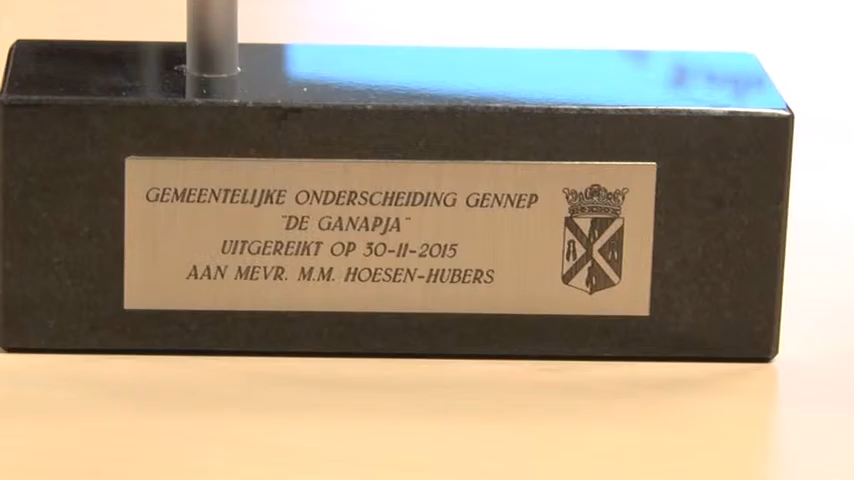 GEMEENTELIJKE ONDERSCHEIDING GENNEP
"DE GANAPJA"
UITGEREIKT OP 30-11-2015
AAN MEVR. M.M. HOESEN-HUBERS